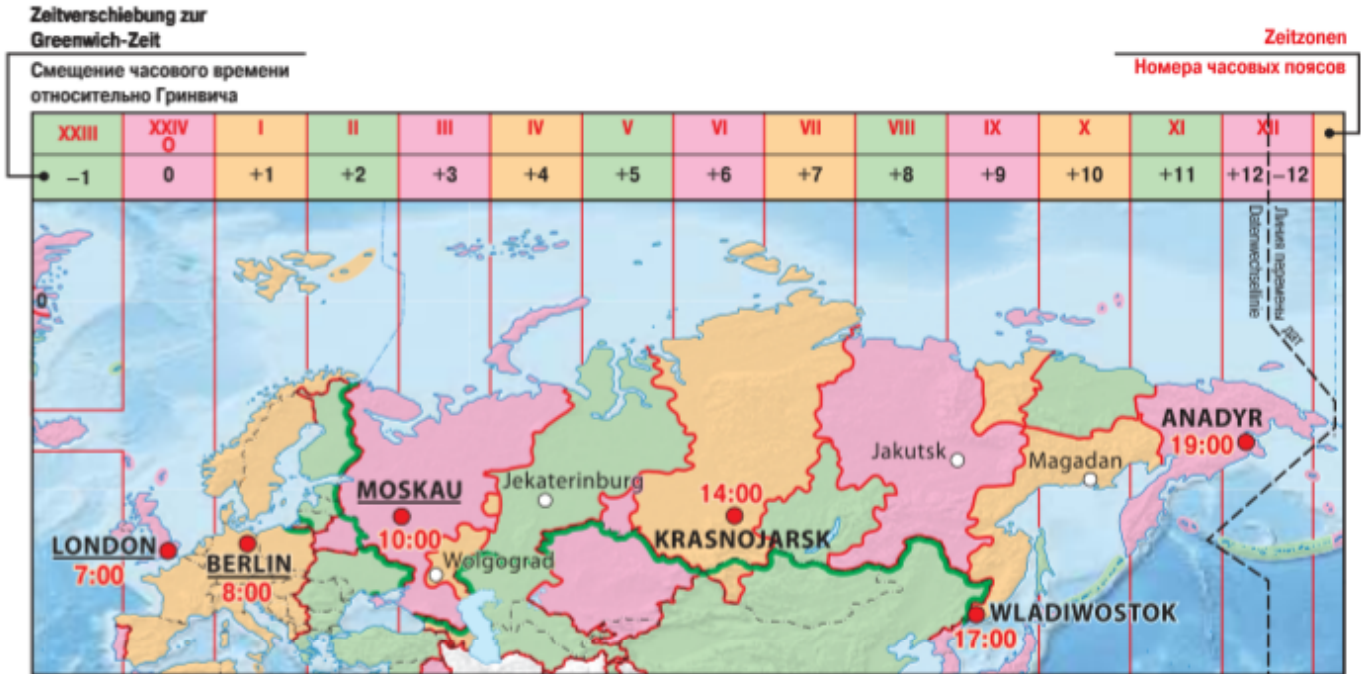 Zeitverschiebung zur
Greenwich-Zeit
Смещение часового времени
относительно Гринвича
Zeitzonen
Номера часовых поясов
XXIII XXIV O I II III IV V VI VII VIII IX X XI XII
−1 0 +1 +2 +3 +4 +5 +6 +7 +8 +9 +10 +11 +12 −12
Линия перемены дат
Datenwechsellinie
0
ANADYR
19:00
Jakutsk
Magadan
Jekaterinburg
MOSKAU
10:00
14:00
KRASNOJARSK
LONDON
7:00
BERLIN
8:00
Wolgograd
WLADIWOSTOK
17:00